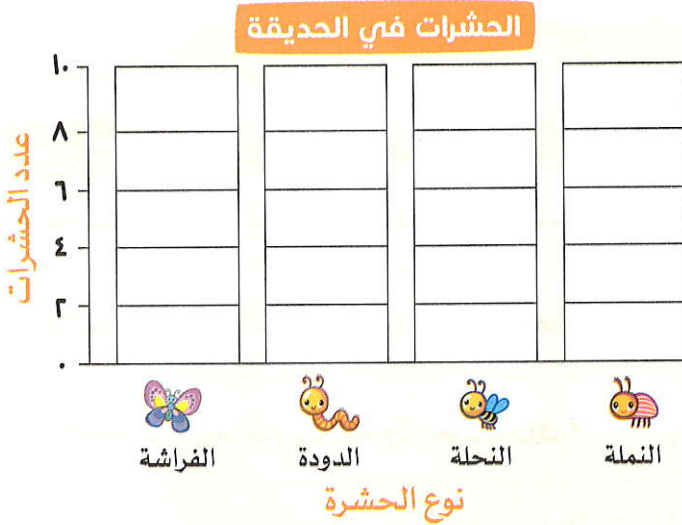 الحشرات في الحديقة
عدد الحشرات
١٠
٨
٦
٤
٢
٠
النملة النحلة الدودة الفراشة
نوع الحشرة